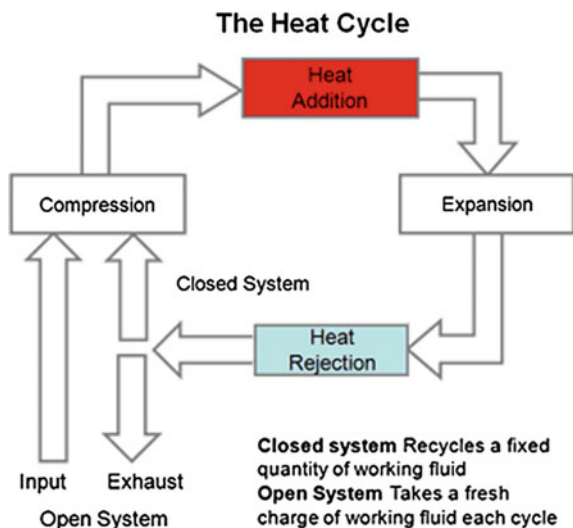 The Heat Cycle
Heat
Addition
Compression
Expansion
Closed System
Heat
Rejection
Input
Exhaust
Open System
Closed system Recycles a fixed
quantity of working fluid
Open System Takes a fresh
charge of working fluid each cycle